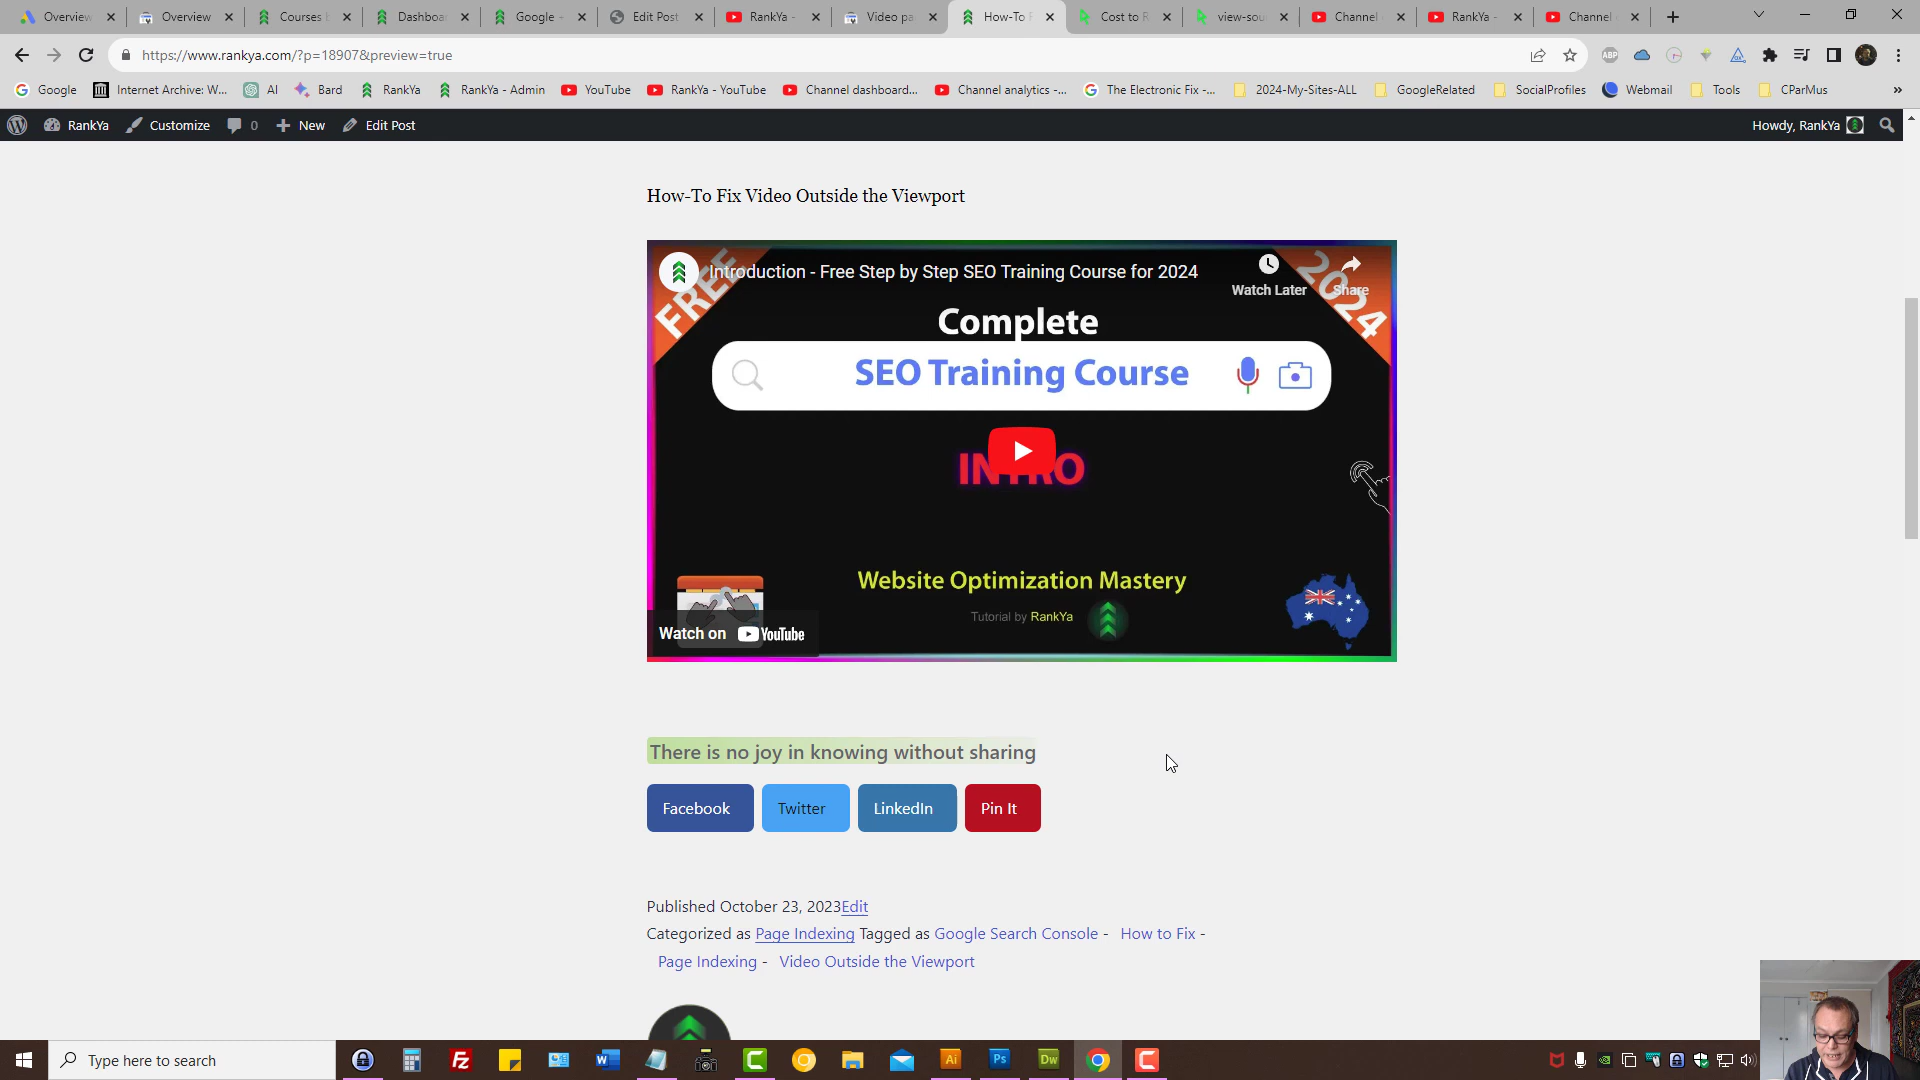 Overview
Overview
Courses
Dashboa
Google
Edit Post
RankYa -
Video pa
How-To
Cost to R
view-sou
Channel
RankYa -
Channel
https://www.rankya.com/?p=18907&preview=true
ABP
Google
Internet Archive: W...
AI
Bard
RankYa
RankYa - Admin
YouTube
RankYa - YouTube
Channel dashboard...
Channel analytics -...
The Electronic Fix -...
2024-My-Sites-ALL
GoogleRelated
SocialProfiles
Webmail
Tools
CParMus
RankYa
Customize
0
New
Edit Post
Howdy, RankYa
How-To Fix Video Outside the Viewport
Introduction - Free Step by Step SEO Training Course for 2024
Watch Later
Share
FREE
2024
Complete
SEO Training Course
INTRO
Website Optimization Mastery
Tutorial by RankYa
Watch on YouTube
There is no joy in knowing without sharing
Facebook
Twitter
LinkedIn
Pin It
Published October 23, 2023Edit
Categorized as Page Indexing Tagged as Google Search Console - How to Fix -
Page Indexing - Video Outside the Viewport
Type here to search
Fz
W
Ai
Ps
Dw